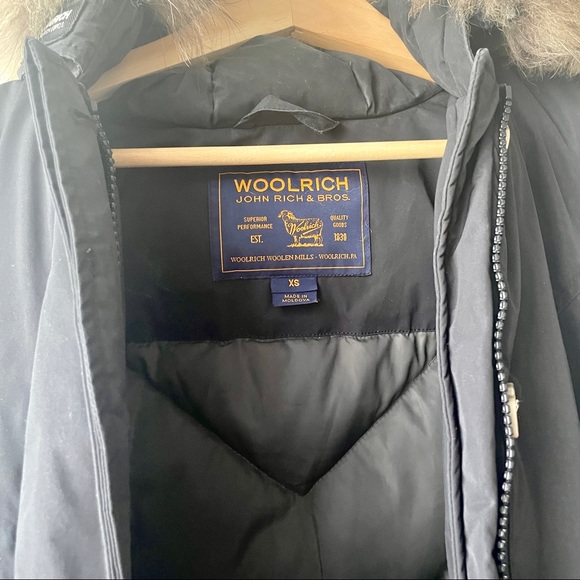 WOOLRICH
JOHN RICH & BROS.
SUPERIOR PERFORMANCE
QUALITY GOODS
Woolrich
EST. 1830
WOOLRICH WOOLEN MILLS - WOOLRICH, PA
XS
MADE IN
MOLDOVA